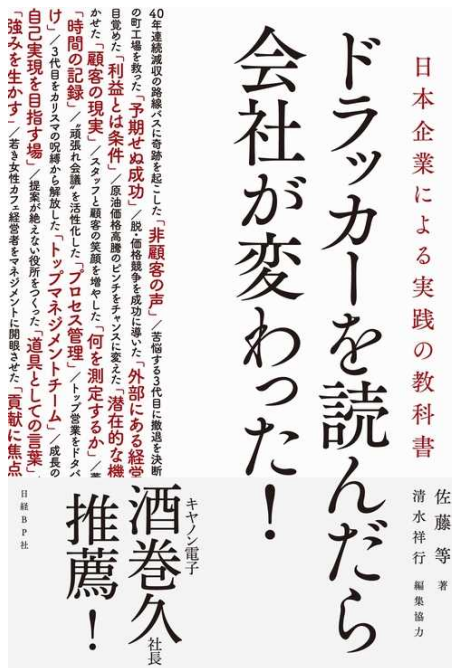 日本企業による実践の教科書
ドラッカーを読んだら
会社が変わった!
佐藤等 著
清水祥行 編集協力
40年連続減収の路線バスに奇跡を起こした「非顧客の声」/苦悩する3代目に撤退を決断
の町工場を救った「予期せぬ成功」/脱・価格競争を成功に導いた「外部にある経営
目覚めた「利益とは条件」/原油価格高騰のピンチをチャンスに変えた「潜在的な機
かせた「顧客の現実」/スタッフと顧客の笑顔を増やした「何を測定するか」/
「時間の記録」/“頑張れ会議”を活性化した「プロセス管理」/トップ営業をドタバ
け」/3代目をカリスマの呪縛から解放した「トップマネジメントチーム」/成長の
自己実現を目指す場」/提案が絶えない役所をつくった「道具としての言葉」
「強みを生かす」/若き女性カフェ経営者をマネジメントに開眼させた「貢献に焦点
キヤノン電子
酒巻久社長
推薦!
日経BP社